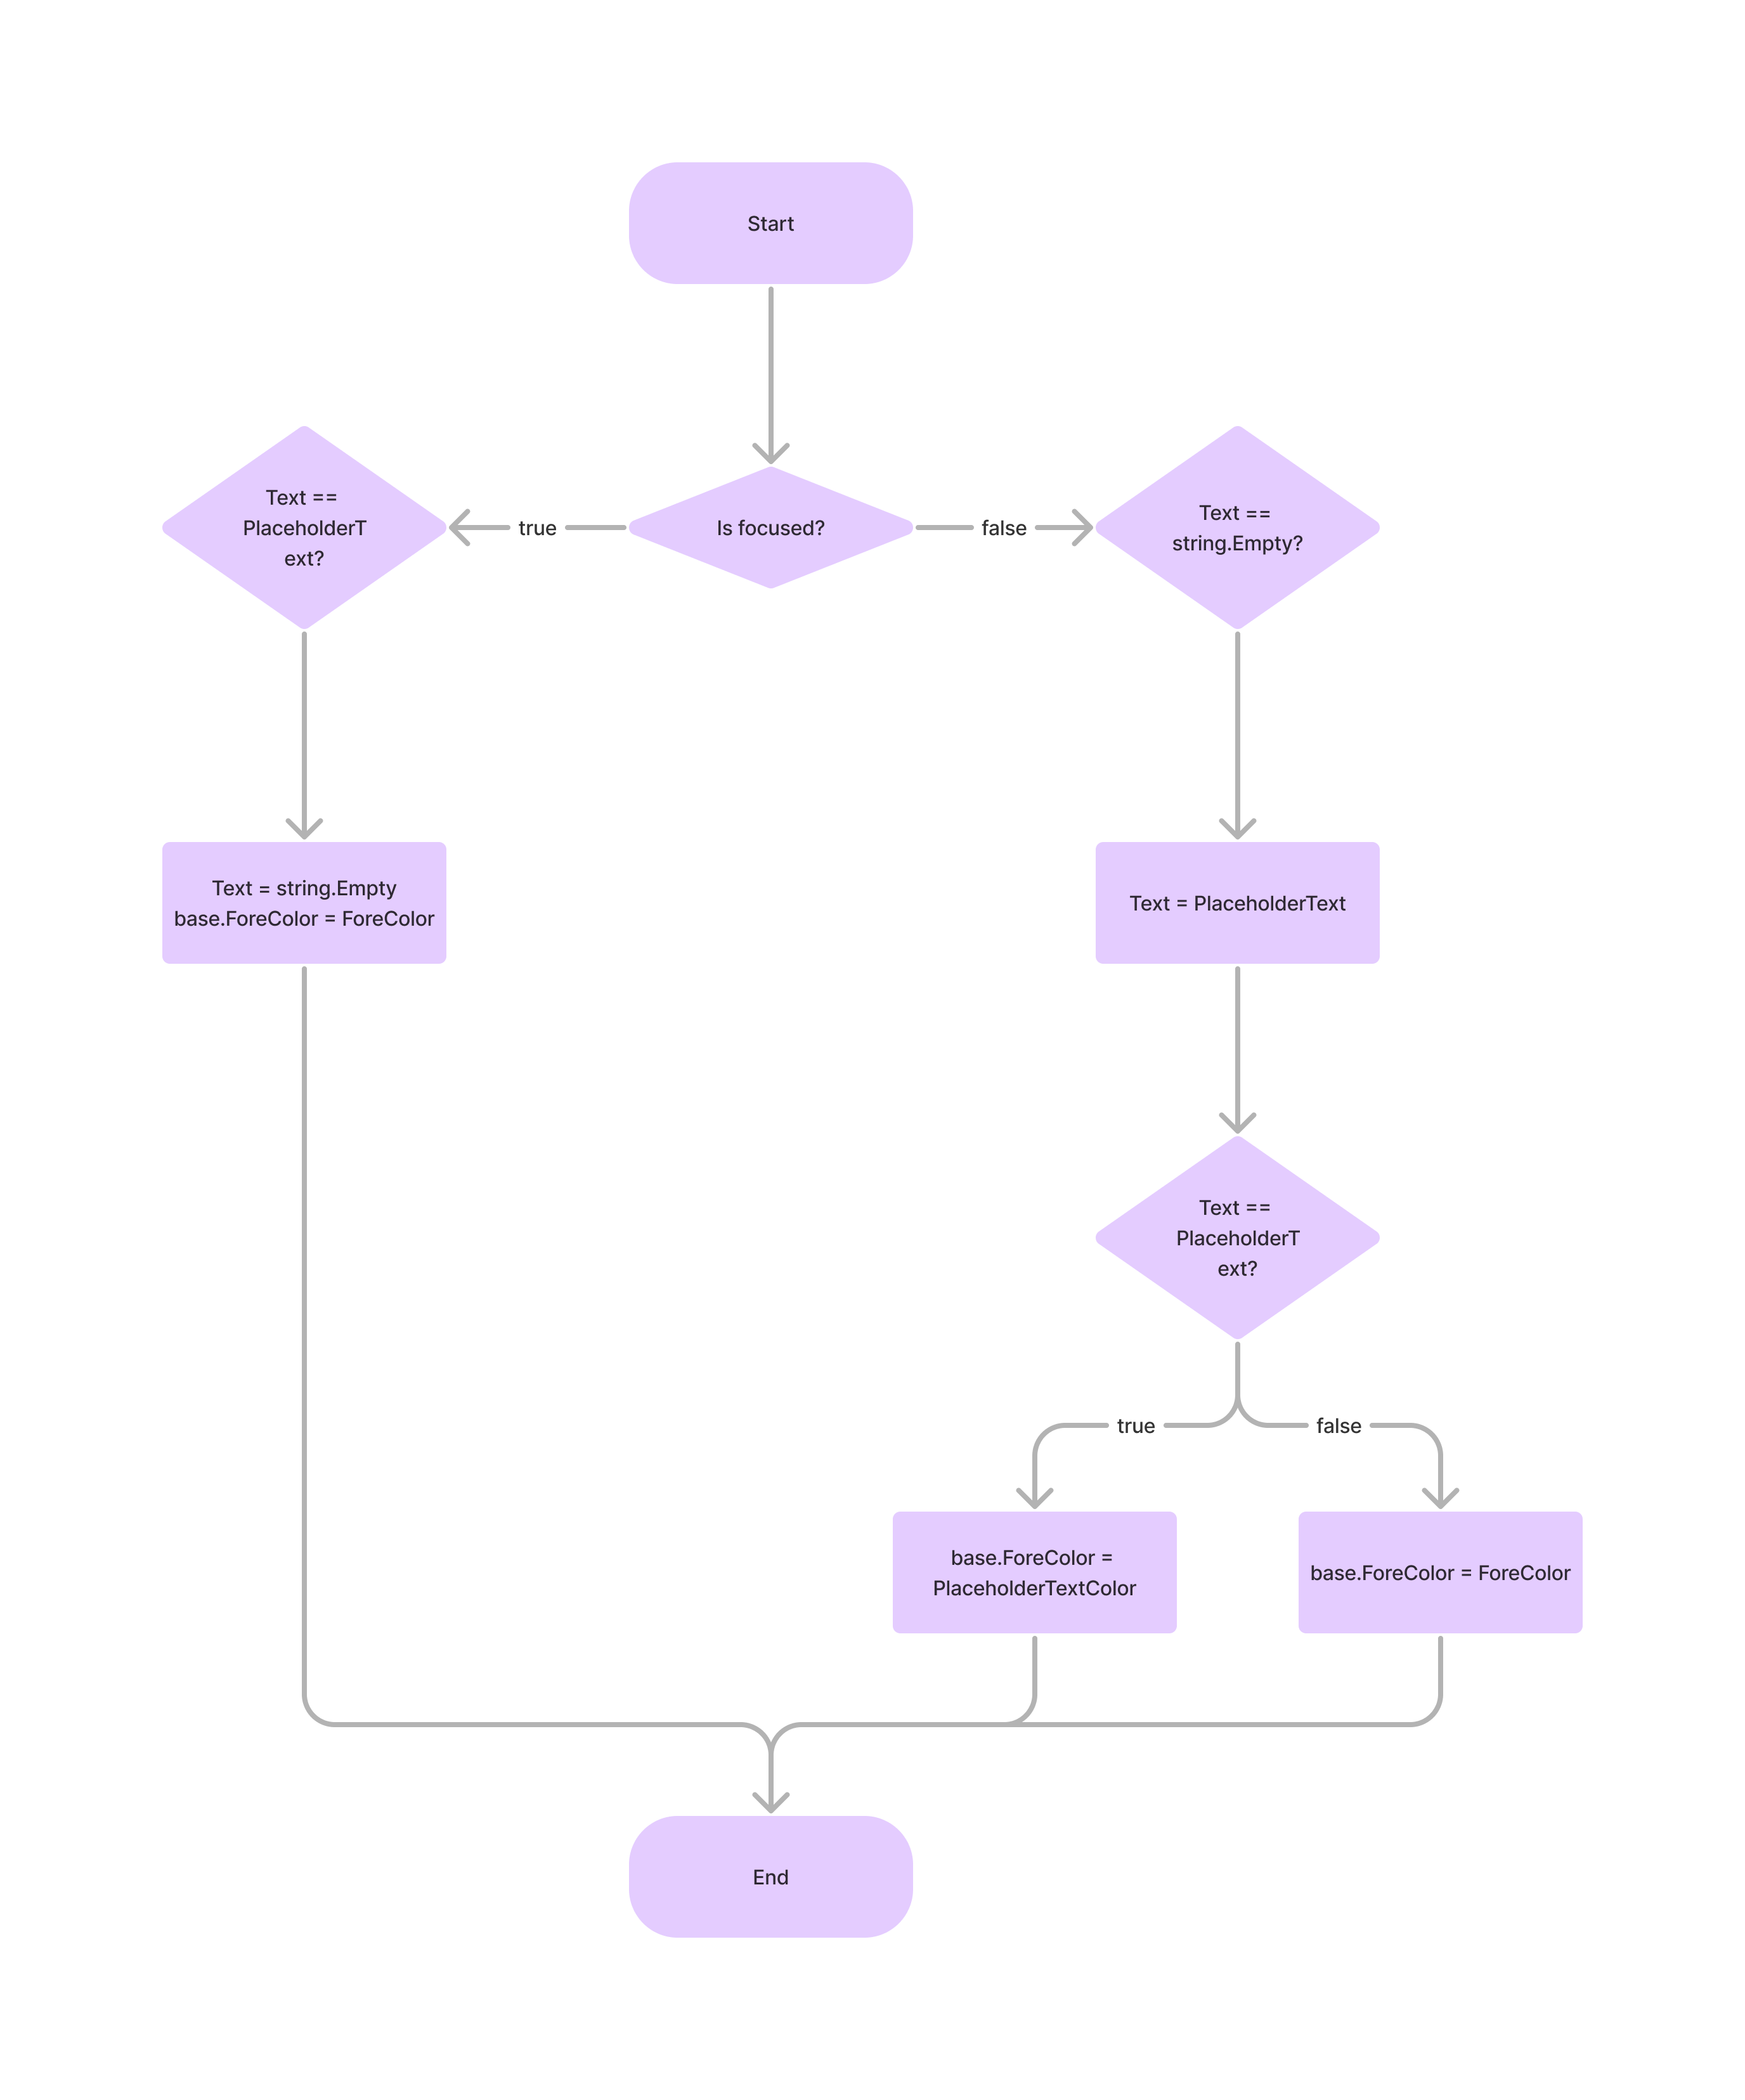 Start
Text ==
PlaceholderT
ext?
true
Is focused?
false
Text ==
string.Empty?
Text = string.Empty
base.ForeColor = ForeColor
Text = PlaceholderText
Text ==
PlaceholderT
ext?
true
false
base.ForeColor =
PlaceholderTextColor
base.ForeColor = ForeColor
End